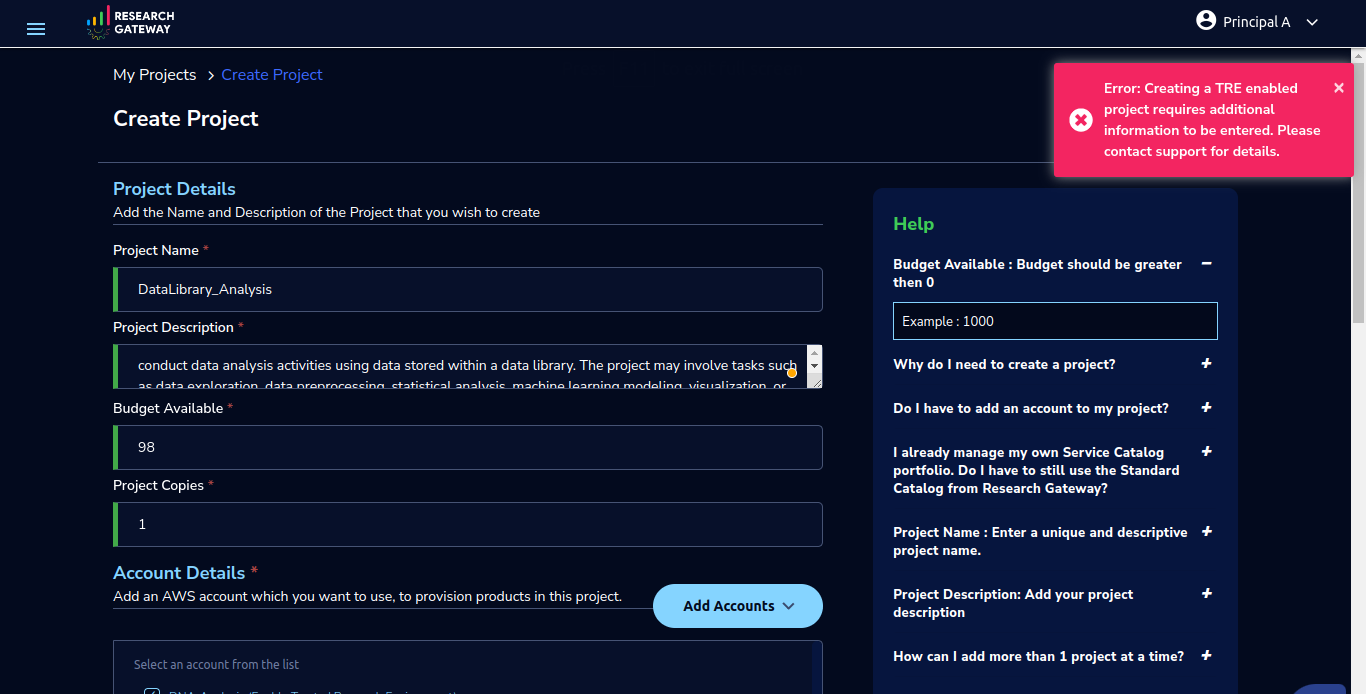 RESEARCH
GATEWAY
Principal A
My Projects > Create Project
Create Project
Error: Creating a TRE enabled
project requires additional
information to be entered. Please
contact support for details.
Project Details
Add the Name and Description of the Project that you wish to create
Project Name *
DataLibrary_Analysis
Project Description *
conduct data analysis activities using data stored within a data library. The project may involve tasks such
as data exploration, data preprocessing, statistical analysis, machine learning modeling, visualization, or
Budget Available *
98
Project Copies *
1
Account Details *
Add an AWS account which you want to use, to provision products in this project.
Add Accounts
Select an account from the list
Help
Budget Available : Budget should be greater
then 0
Example : 1000
Why do I need to create a project?
Do I have to add an account to my project?
I already manage my own Service Catalog
portfolio. Do I have to still use the Standard
Catalog from Research Gateway?
Project Name : Enter a unique and descriptive
project name.
Project Description: Add your project
description
How can I add more than 1 project at a time?